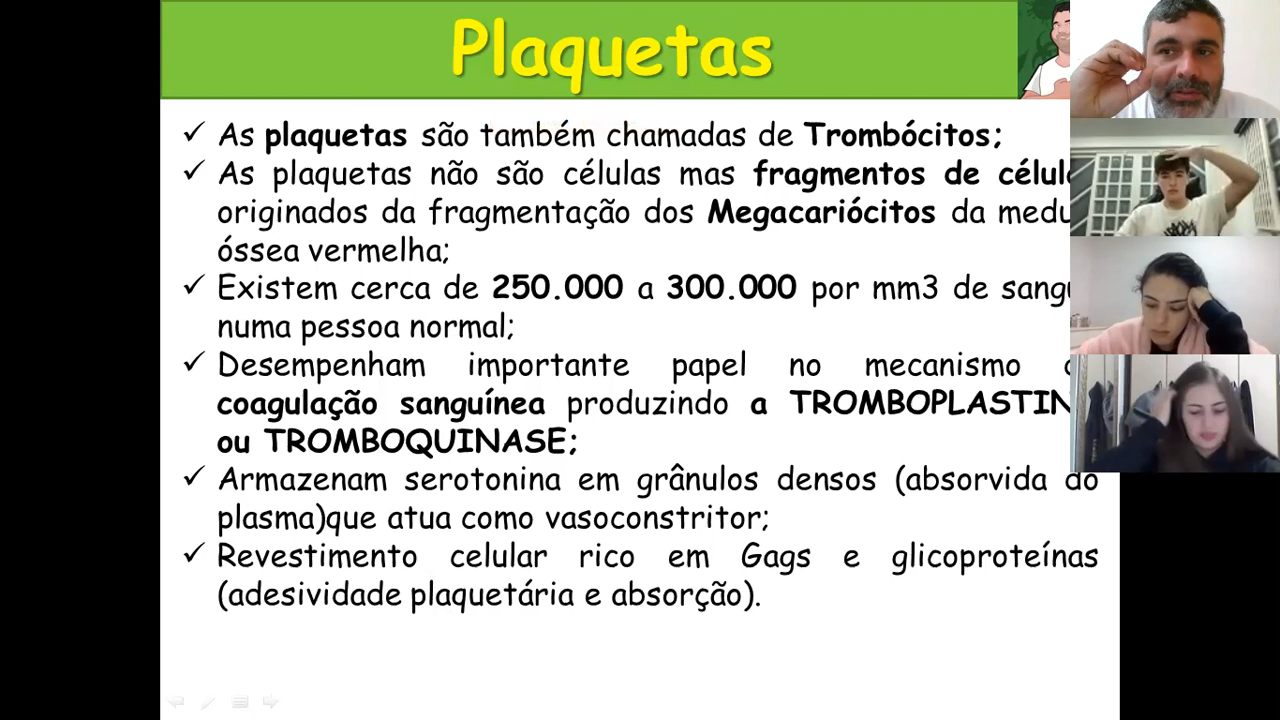 Plaquetas
✓ As plaquetas são também chamadas de Trombócitos;
✓ As plaquetas não são células mas fragmentos de célul
originados da fragmentação dos Megacariócitos da medu
óssea vermelha;
✓ Existem cerca de 250.000 a 300.000 por mm3 de sang
numa pessoa normal;
✓ Desempenham importante papel no mecanismo
coagulação sanguínea produzindo a TROMBOPLASTIN
ou TROMBOQUINASE;
✓ Armazenam serotonina em grânulos densos (absorvida do
plasma)que atua como vasoconstritor;
✓ Revestimento celular rico em Gags e glicoproteínas
(adesividade plaquetária e absorção).